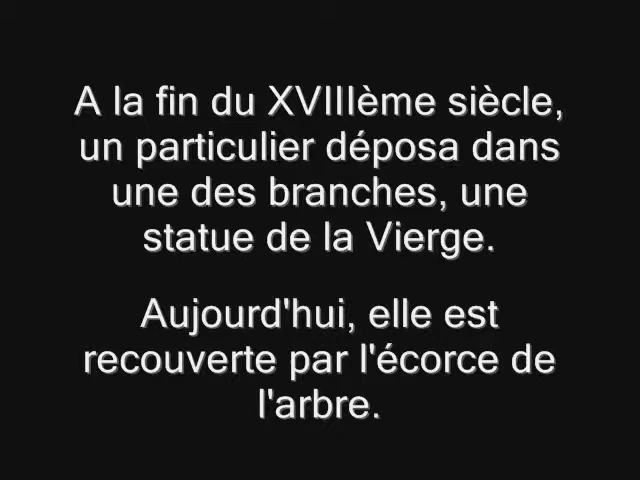 A la fin du XVIIIème siècle,
un particulier déposa dans
une des branches, une
statue de la Vierge.
Aujourd'hui, elle est
recouverte par l'écorce de
l'arbre.